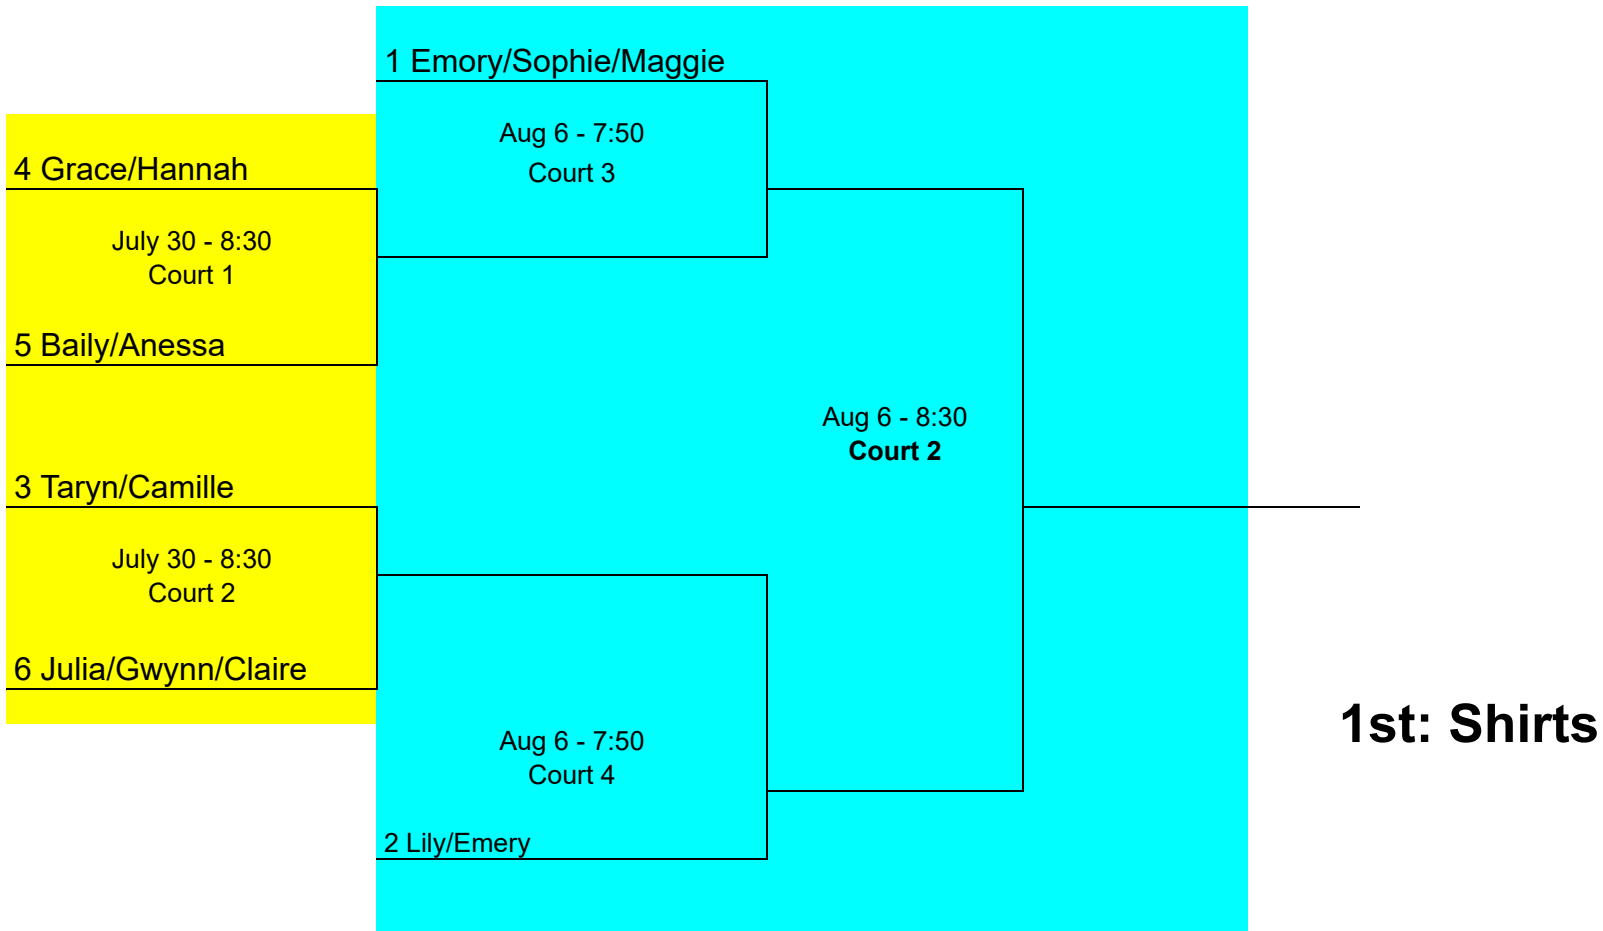 1 Emory/Sophie/Maggie
Aug 6 - 7:50
Court 3
4 Grace/Hannah
July 30 - 8:30
Court 1
5 Baily/Anessa
Aug 6 - 8:30
Court 2
3 Taryn/Camille
July 30 - 8:30
Court 2
6 Julia/Gwynn/Claire
1st: Shirts
Aug 6 - 7:50
Court 4
2 Lily/Emery